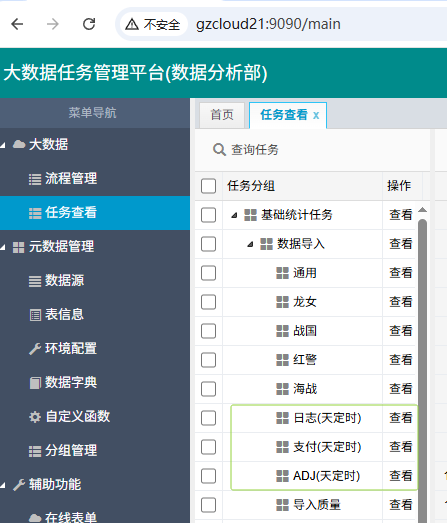 不安全 gzcloud21:9090/main
大数据任务管理平台(数据分析部)
菜单导航
大数据
流程管理
任务查看
元数据管理
数据源
表信息
环境配置
数据字典
自定义函数
分组管理
辅助功能
在线表单
首页 任务查看 x
查询任务
任务分组 操作
基础统计任务 查看
数据导入 查看
通用 查看
龙女 查看
战国 查看
红警 查看
海战 查看
日志(天定时) 查看
支付(天定时) 查看
ADJ(天定时) 查看
导入质量 查看